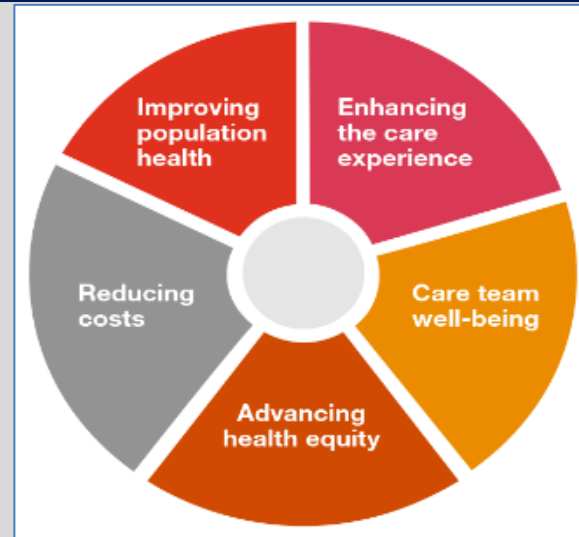 Improving
population
health
Enhancing
the care
experience
Reducing
costs
Care team
well-being
Advancing
health equity